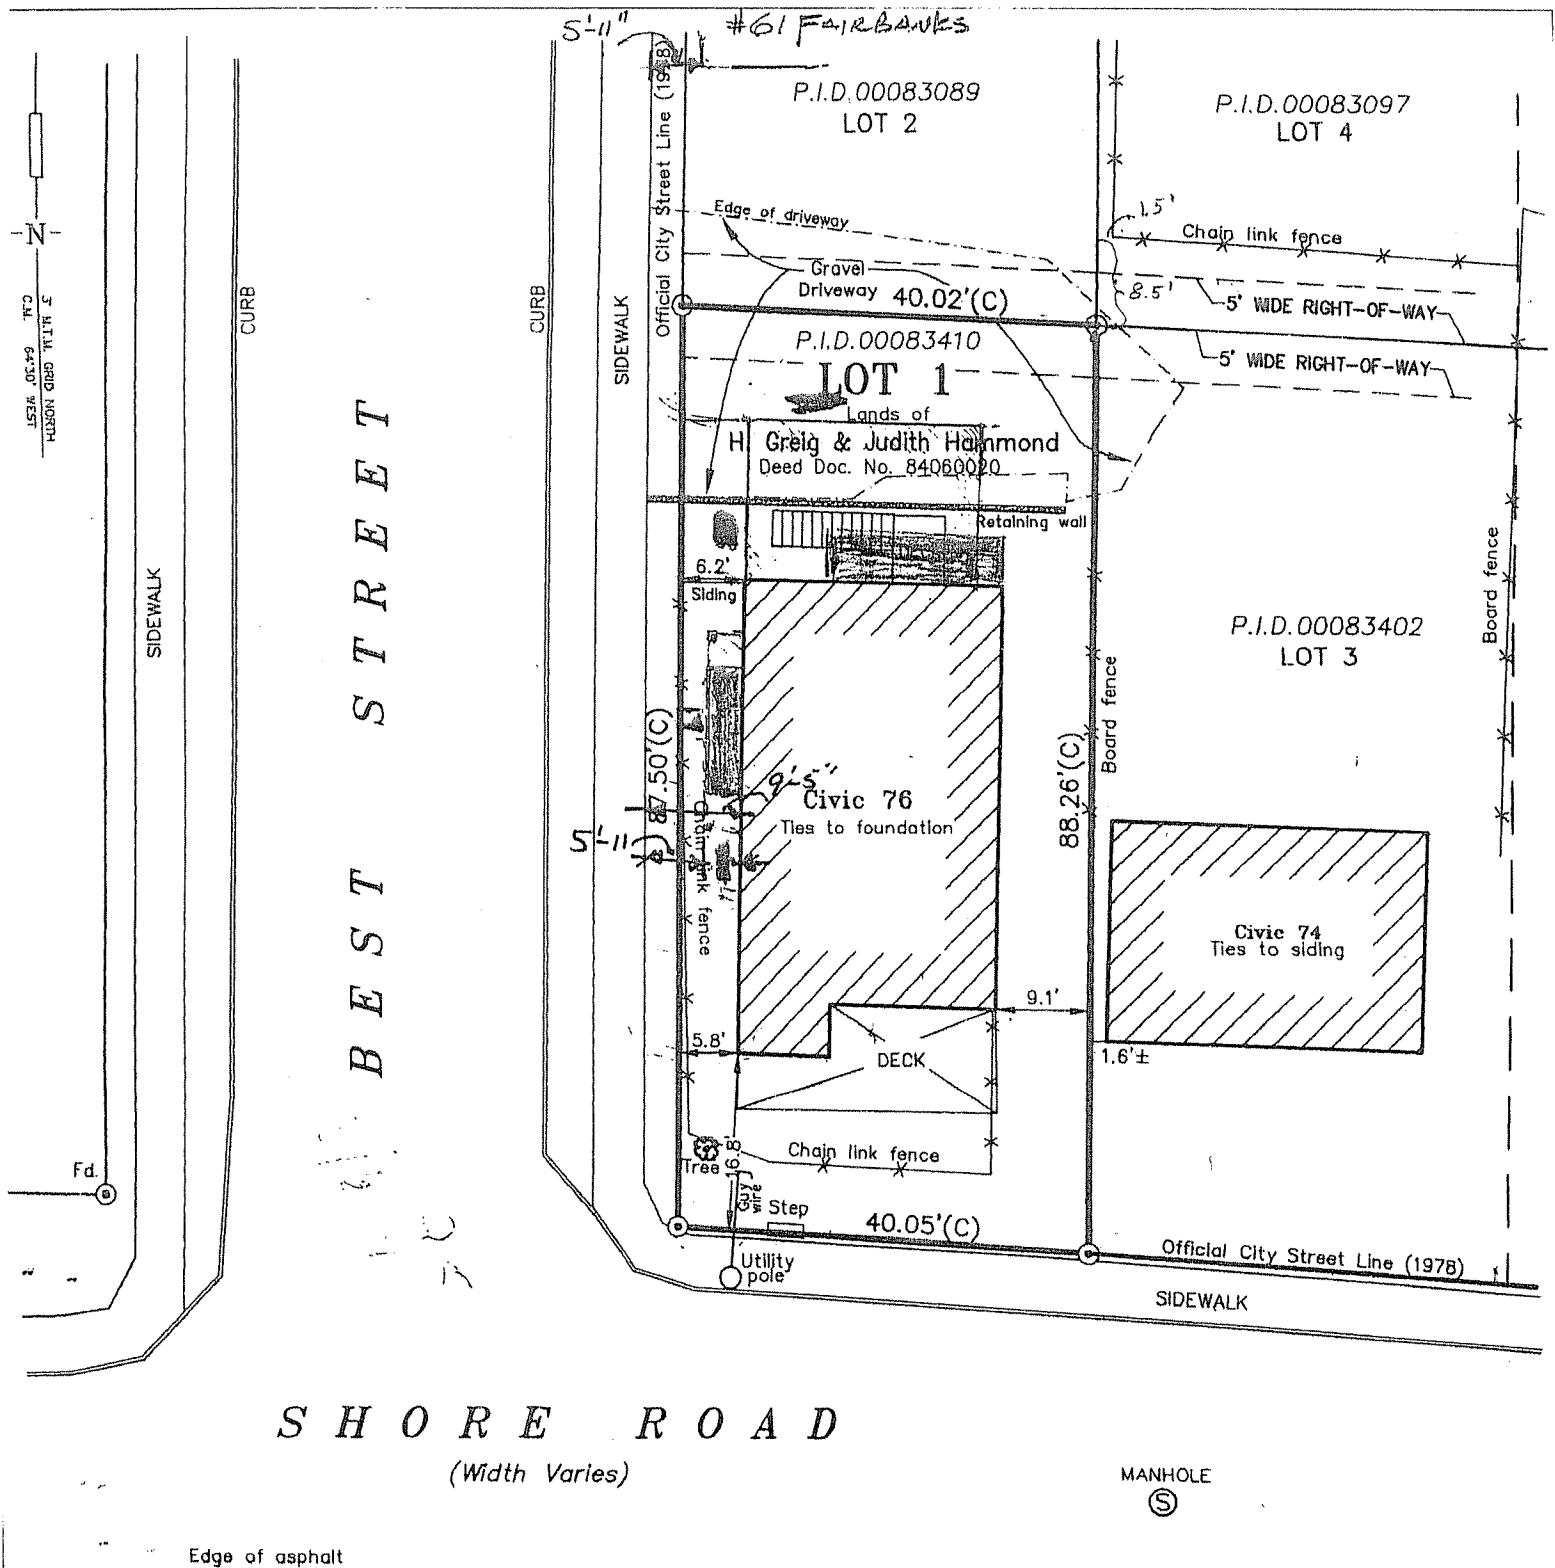 5'-11"
#61 FAIRBANKS
P.I.D.00083089
LOT 2
P.I.D.00083097
LOT 4
Official City Street Line (1978)
N
3° M.T.M. GRID NORTH
C.M. 64°30' WEST
CURB
CURB
SIDEWALK
SIDEWALK
Edge of driveway
1.5'
Chain link fence
Gravel
Driveway
40.02'(C)
8.5'
5' WIDE RIGHT-OF-WAY
5' WIDE RIGHT-OF-WAY
P.I.D.00083410
LOT 1
Lands of
H. Greig & Judith Hammond
Deed Doc. No. 84060020
Retaining wall
6.2'
Siding
BEST STREET
Board fence
Board fence
P.I.D.00083402
LOT 3
87.50'(C)
88.26'(C)
9'-5"
Civic 76
Ties to foundation
5'-11
Chain link fence
Civic 74
Ties to siding
9.1'
5.8'
DECK
1.6'±
Chain link fence
Tree
16.8'
Guy wire
Step
40.05'(C)
Fd.
Utility
pole
Official City Street Line (1978)
SIDEWALK
SHORE ROAD
(Width Varies)
MANHOLE
S
Edge of asphalt